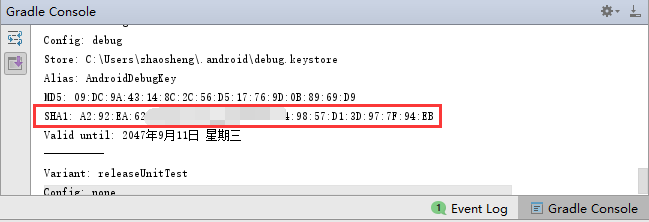 Gradle Console
Config: debug
Store: C:\Users\zhaosheng\.android\debug.keystore
Alias: AndroidDebugKey
MD5: 09:DC:9A:43:14:8C:2C:56:D5:17:76:9D:0B:89:69:D9
SHA1: A2:92:EA:62 4:98:57:D1:3D:97:7F:94:EB
Valid until: 2047年9月11日 星期三
----------
Variant: releaseUnitTest
Config: none
1 Event Log Gradle Console